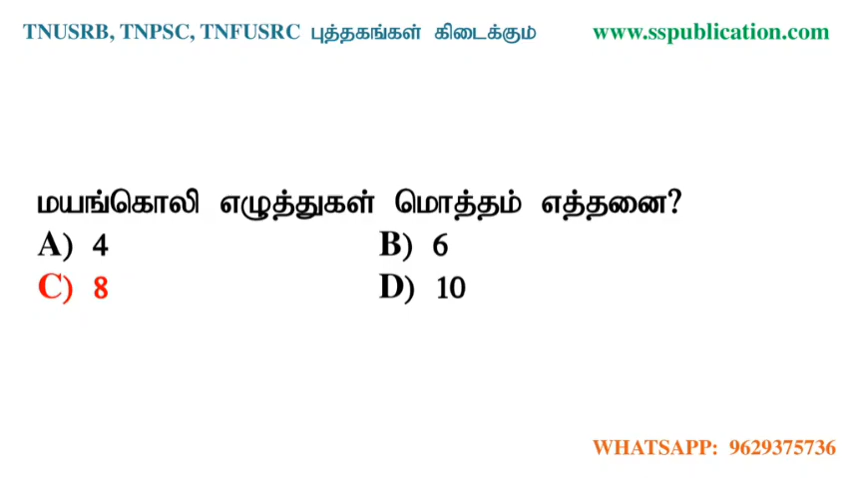 TNUSRB, TNPSC, TNFUSRC புத்தகங்கள் கிடைக்கும் www.sspublication.com
மயங்கொலி எழுத்துகள் மொத்தம் எத்தனை?
A) 4 B) 6
C) 8 D) 10
WHATSAPP: 9629375736